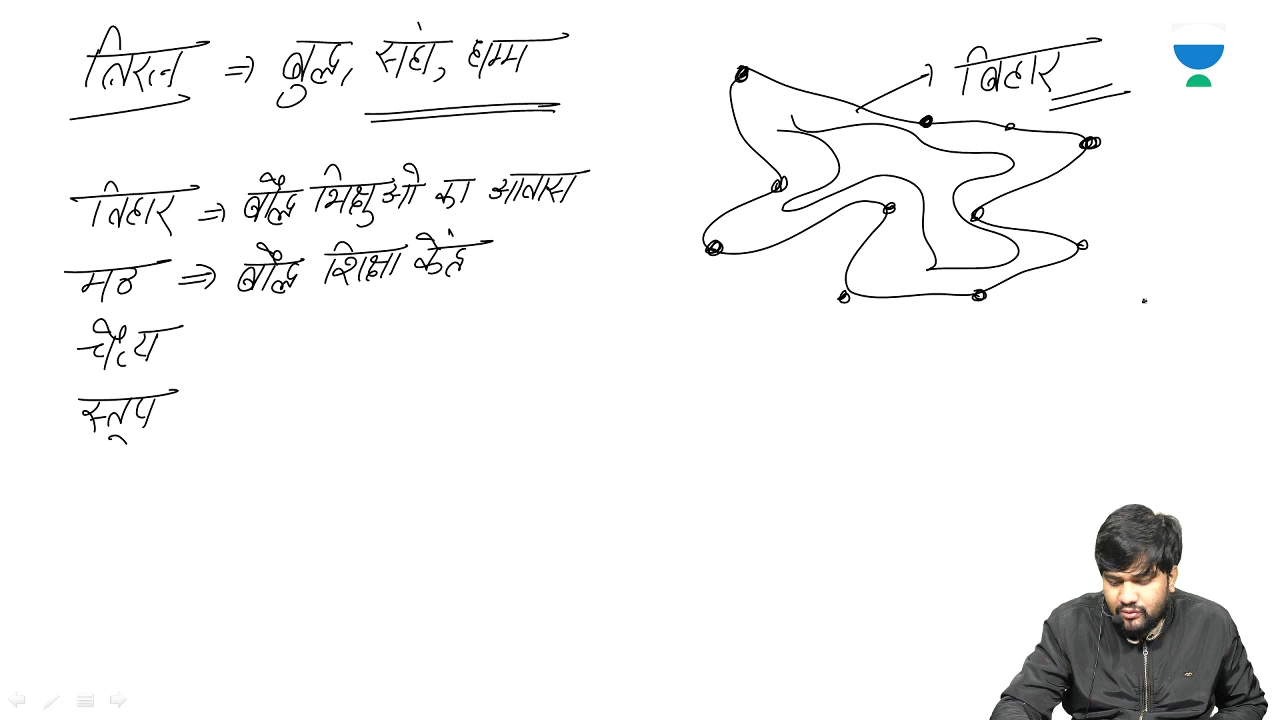 त्रिरत्न ⇒ बुद्ध, संघ, धम्म
बिहार
विहार ⇒ बौद्ध भिक्षुओ का आवास
मठ ⇒ बौद्ध शिक्षा केंद्र
चैत्य
स्तूप